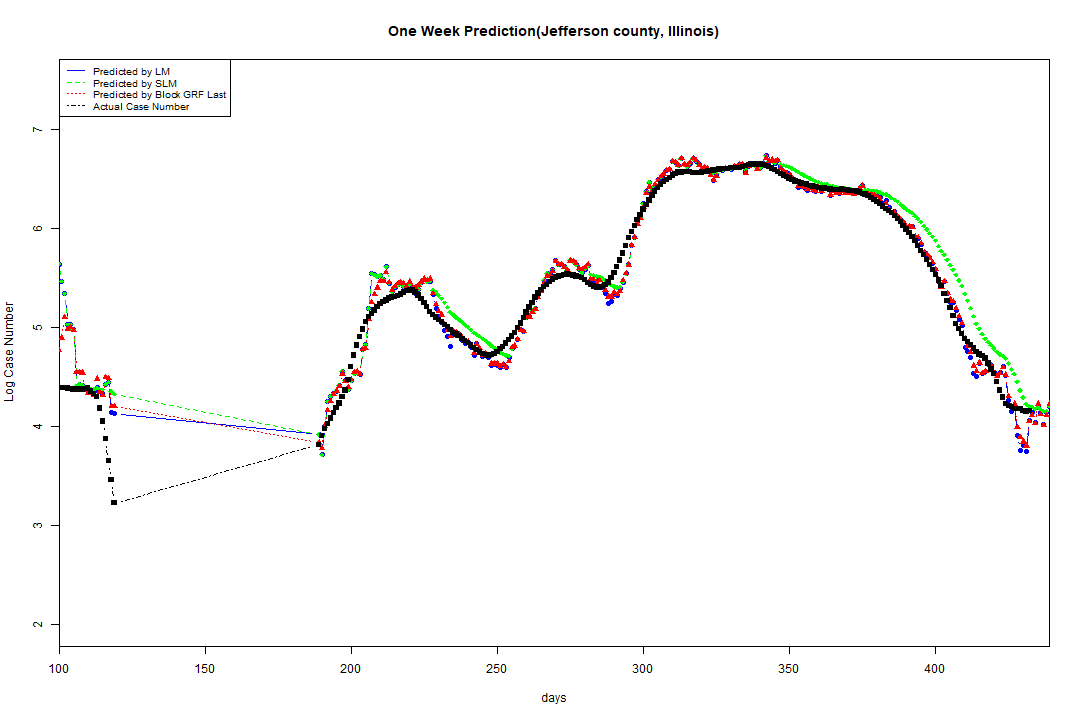 One Week Prediction(Jefferson county, Illinois)
Predicted by LM
Predicted by SLM
Predicted by Block GRF Last
Actual Case Number
Log Case Number
7
6
5
4
3
2
100 150 200 250 300 350 400
days